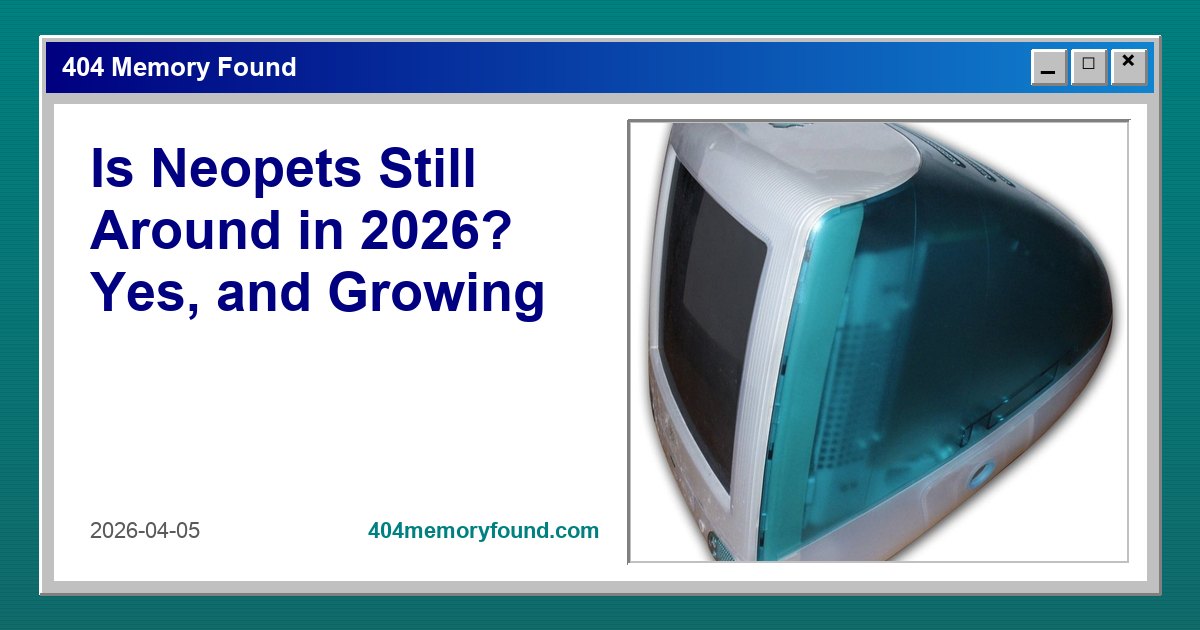 404 Memory Found
Is Neopets Still
Around in 2026?
Yes, and Growing
2026-04-05
404memoryfound.com